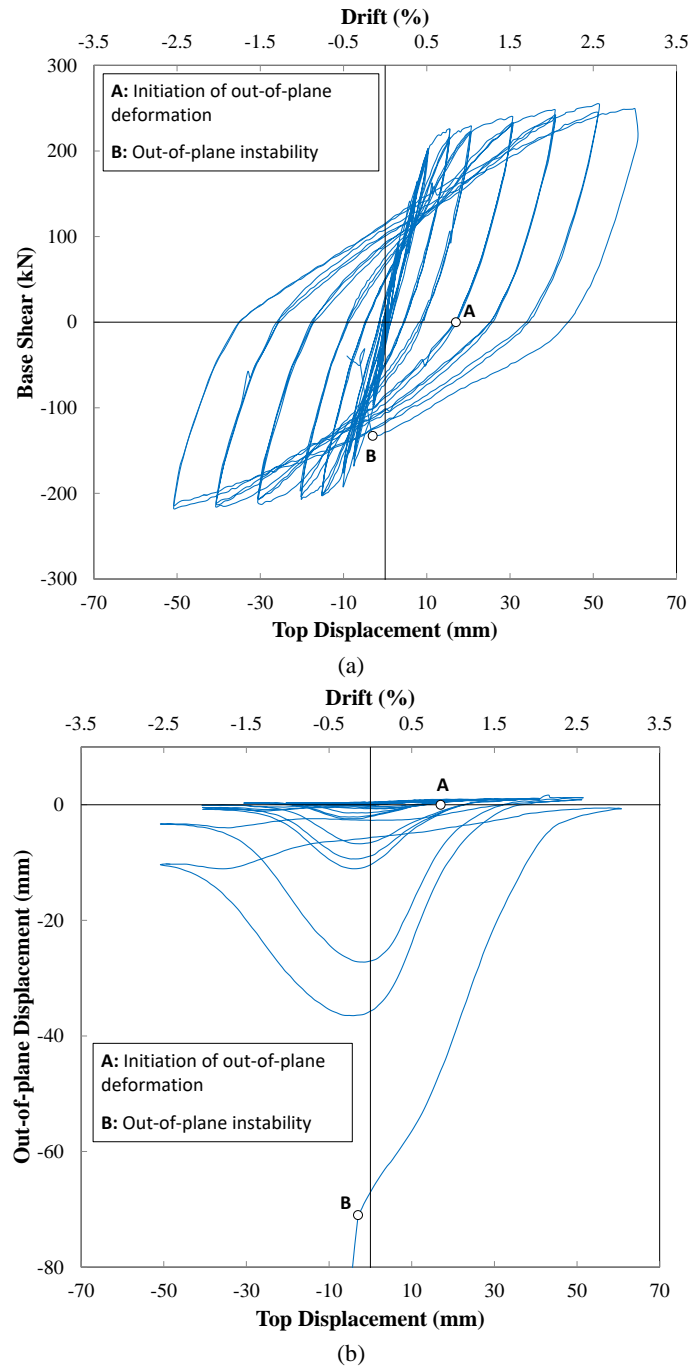 Drift (%)
-3.5 -2.5 -1.5 -0.5 0.5 1.5 2.5 3.5
300
A: Initiation of out-of-plane
deformation
B: Out-of-plane instability
200
100
A
0
-100
B
-200
-300
Base Shear (kN)
-70 -50 -30 -10 10 30 50 70
Top Displacement (mm)
(a)
Drift (%)
-3.5 -2.5 -1.5 -0.5 0.5 1.5 2.5 3.5
A
0
-20
-40
A: Initiation of out-of-plane
deformation
B: Out-of-plane instability
-60
B
-80
Out-of-plane Displacement (mm)
-70 -50 -30 -10 10 30 50 70
Top Displacement (mm)
(b)